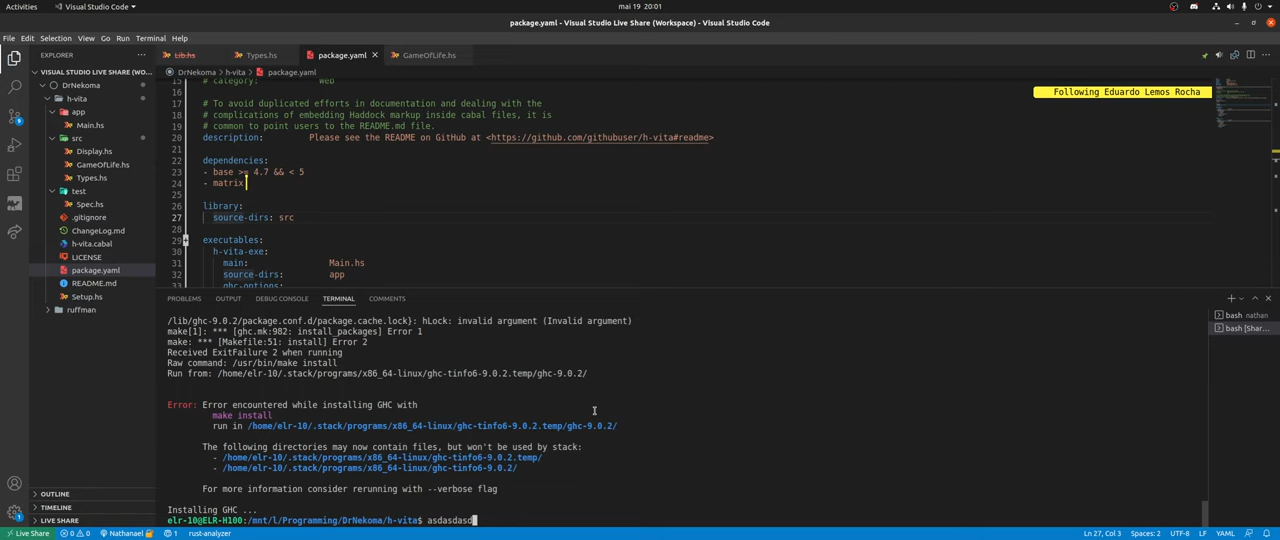 Activities Visual Studio Code mai 19 20:01
package.yaml - Visual Studio Live Share (Workspace) - Visual Studio Code
File Edit Selection View Go Run Terminal Help
EXPLORER
VISUAL STUDIO LIVE SHARE (WO...
DrNekoma
h-vita
app
Main.hs
src
Display.hs
GameOfLife.hs
Types.hs
test
Spec.hs
.gitignore
ChangeLog.md
h-vita.cabal
LICENSE
package.yaml
README.md
Setup.hs
ruffman
OUTLINE
TIMELINE
LIVE SHARE
Lib.hs Types.hs package.yaml GameOfLife.hs
DrNekoma > h-vita > package.yaml
Following Eduardo Lemos Rocha
15 # category: Web
16
17 # To avoid duplicated efforts in documentation and dealing with the
18 # complications of embedding Haddock markup inside cabal files, it is
19 # common to point users to the README.md file.
20 description: Please see the README on GitHub at <https://github.com/githubuser/h-vita#readme>
21
22 dependencies:
23 - base >= 4.7 && < 5
24 - matrix
25
26 library:
27 source-dirs: src
28
29 executables:
30 h-vita-exe:
31 main: Main.hs
32 source-dirs: app
33 ghc-options:
PROBLEMS OUTPUT DEBUG CONSOLE TERMINAL COMMENTS
/lib/ghc-9.0.2/package.conf.d/package.cache.lock}: hLock: invalid argument (Invalid argument)
make[1]: *** [ghc.mk:982: install_packages] Error 1
make: *** [Makefile:51: install] Error 2
Received ExitFailure 2 when running
Raw command: /usr/bin/make install
Run from: /home/elr-10/.stack/programs/x86_64-linux/ghc-tinfo6-9.0.2.temp/ghc-9.0.2/
Error: Error encountered while installing GHC with
make install
run in /home/elr-10/.stack/programs/x86_64-linux/ghc-tinfo6-9.0.2.temp/ghc-9.0.2/
The following directories may now contain files, but won't be used by stack:
- /home/elr-10/.stack/programs/x86_64-linux/ghc-tinfo6-9.0.2.temp/
- /home/elr-10/.stack/programs/x86_64-linux/ghc-tinfo6-9.0.2/
For more information consider rerunning with --verbose flag
Installing GHC ...
elr-10@ELR-H100:/mnt/l/Programming/DrNekoma/h-vita$ asdasdasd
bash nathan
bash [Shar...
Live Share 0 0 Nathanael 1 rust-analyzer Ln 27, Col 3 Spaces: 2 UTF-8 LF YAML